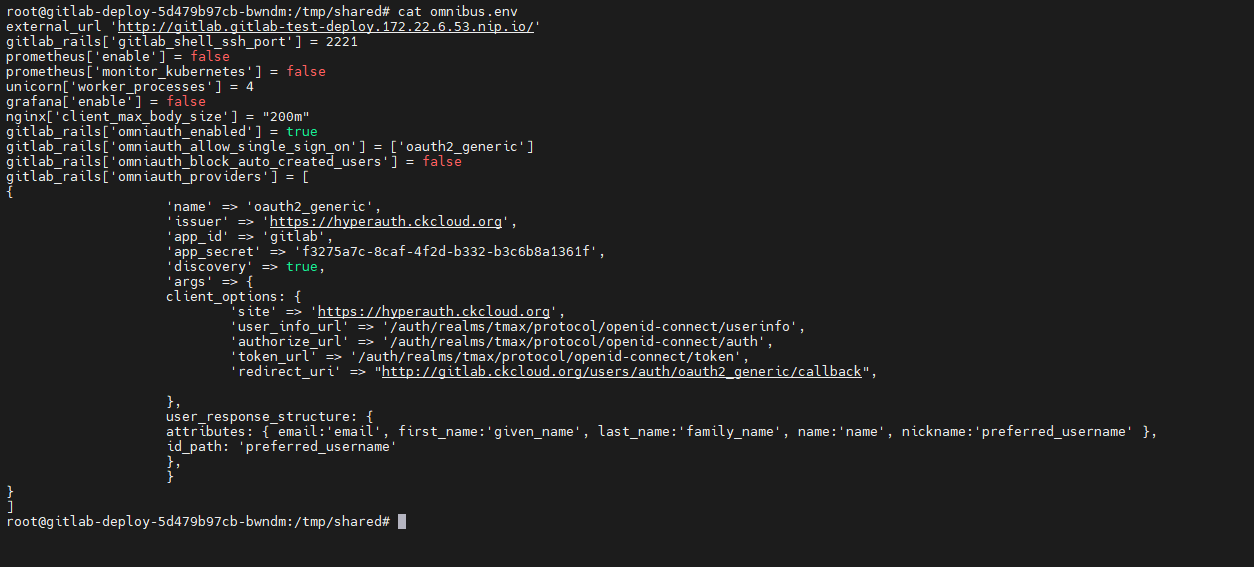 root@gitlab-deploy-5d479b97cb-bwndm:/tmp/shared# cat omnibus.env
external_url 'http://gitlab.gitlab-test-deploy.172.22.6.53.nip.io/'
gitlab_rails['gitlab_shell_ssh_port'] = 2221
prometheus['enable'] = false
prometheus['monitor_kubernetes'] = false
unicorn['worker_processes'] = 4
grafana['enable'] = false
nginx['client_max_body_size'] = "200m"
gitlab_rails['omniauth_enabled'] = true
gitlab_rails['omniauth_allow_single_sign_on'] = ['oauth2_generic']
gitlab_rails['omniauth_block_auto_created_users'] = false
gitlab_rails['omniauth_providers'] = [
{
'name' => 'oauth2_generic',
'issuer' => 'https://hyperauth.ckcloud.org',
'app_id' => 'gitlab',
'app_secret' => 'f3275a7c-8caf-4f2d-b332-b3c6b8a1361f',
'discovery' => true,
'args' => {
client_options: {
'site' => 'https://hyperauth.ckcloud.org',
'user_info_url' => '/auth/realms/tmax/protocol/openid-connect/userinfo',
'authorize_url' => '/auth/realms/tmax/protocol/openid-connect/auth',
'token_url' => '/auth/realms/tmax/protocol/openid-connect/token',
'redirect_uri' => "http://gitlab.ckcloud.org/users/auth/oauth2_generic/callback",
},
user_response_structure: {
attributes: { email:'email', first_name:'given_name', last_name:'family_name', name:'name', nickname:'preferred_username' },
id_path: 'preferred_username'
},
}
}
]
root@gitlab-deploy-5d479b97cb-bwndm:/tmp/shared#